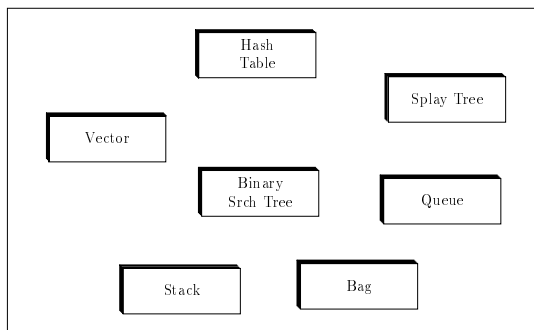 Hash
Table
Splay Tree
Vector
Binary
Srch Tree
Queue
Stack
Bag